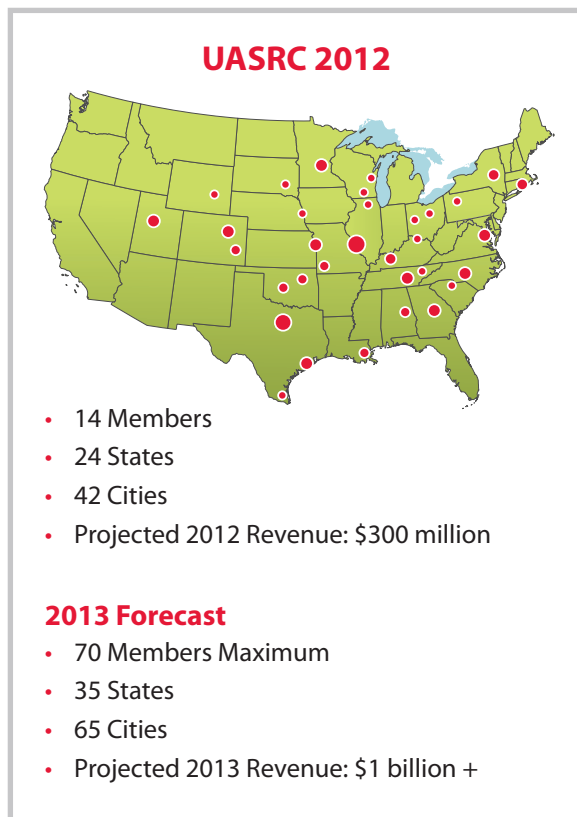 UASRC 2012
• 14 Members
• 24 States
• 42 Cities
• Projected 2012 Revenue: $300 million
2013 Forecast
• 70 Members Maximum
• 35 States
• 65 Cities
• Projected 2013 Revenue: $1 billion +